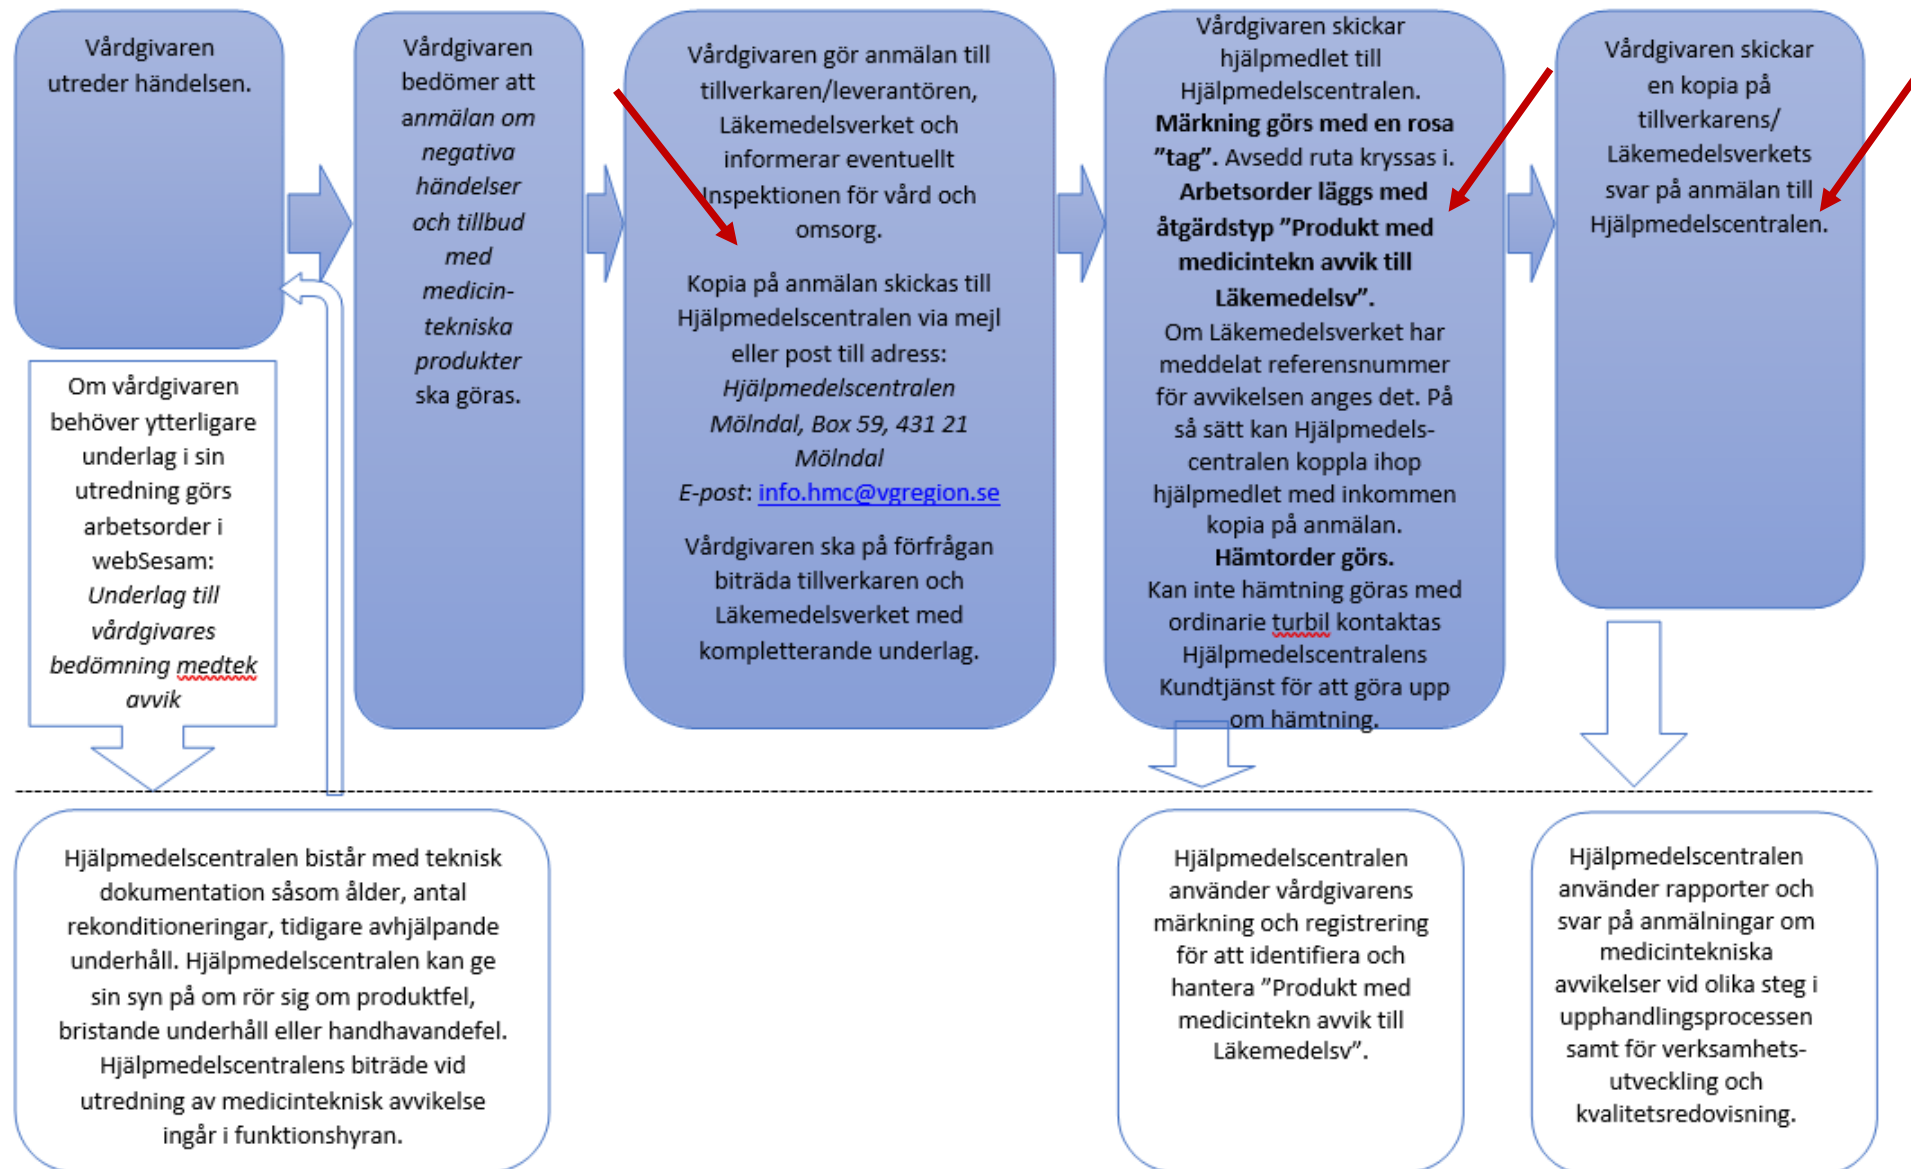 Vårdgivaren
utreder händelsen.
Om vårdgivaren
behöver ytterligare
underlag i sin
utredning görs
arbetsorder i
webSesam:
Underlag till
vårdgivares
bedömning medtek
avvik
Vårdgivaren
bedömer att
anmälan om
negativa
händelser
och tillbud
med
medicin-
tekniska
produkter
ska göras.
Vårdgivaren gör anmälan till
tillverkaren/leverantören,
Läkemedelsverket och
informerar eventuellt
Inspektionen för vård och
omsorg.
Kopia på anmälan skickas till
Hjälpmedelscentralen via mejl
eller post till adress:
Hjälpmedelscentralen
Mölndal, Box 59, 431 21
Mölndal
E-post: info.hmc@vgregion.se
Vårdgivaren ska på förfrågan
biträda tillverkaren och
Läkemedelsverket med
kompletterande underlag.
Vårdgivaren skickar
hjälpmedlet till
Hjälpmedelscentralen.
Märkning görs med en rosa
”tag”. Avsedd ruta kryssas i.
Arbetsorder läggs med
åtgärdstyp ”Produkt med
medicintekn avvik till
Läkemedelsv”.
Om Läkemedelsverket har
meddelat referensnummer
för avvikelsen anges det. På
så sätt kan Hjälpmedels-
centralen koppla ihop
hjälpmedlet med inkommen
kopia på anmälan.
Hämtorder görs.
Kan inte hämtning göras med
ordinarie turbil kontaktas
Hjälpmedelscentralens
Kundtjänst för att göra upp
om hämtning.
Vårdgivaren skickar
en kopia på
tillverkarens/
Läkemedelsverkets
svar på anmälan till
Hjälpmedelscentralen.
Hjälpmedelscentralen bistår med teknisk
dokumentation såsom ålder, antal
rekonditioneringar, tidigare avhjälpande
underhåll. Hjälpmedelscentralen kan ge
sin syn på om rör sig om produktfel,
bristande underhåll eller handhavandefel.
Hjälpmedelscentralens biträde vid
utredning av medicinteknisk avvikelse
ingår i funktionshyran.
Hjälpmedelscentralen
använder vårdgivarens
märkning och registrering
för att identifiera och
hantera ”Produkt med
medicintekn avvik till
Läkemedelsv”.
Hjälpmedelscentralen
använder rapporter och
svar på anmälningar om
medicintekniska
avvikelser vid olika steg i
upphandlingsprocessen
samt för verksamhets-
utveckling och
kvalitetsredovisning.